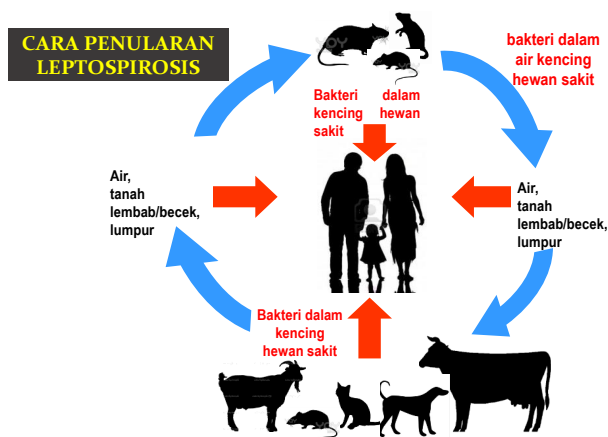 CARA PENULARAN
LEPTOSPIROSIS
bakteri dalam
air kencing
hewan sakit
Bakteri dalam
kencing hewan
sakit
Air,
tanah
lembab/becek,
lumpur
Air,
tanah
lembab/becek,
lumpur
Bakteri dalam
kencing
hewan sakit